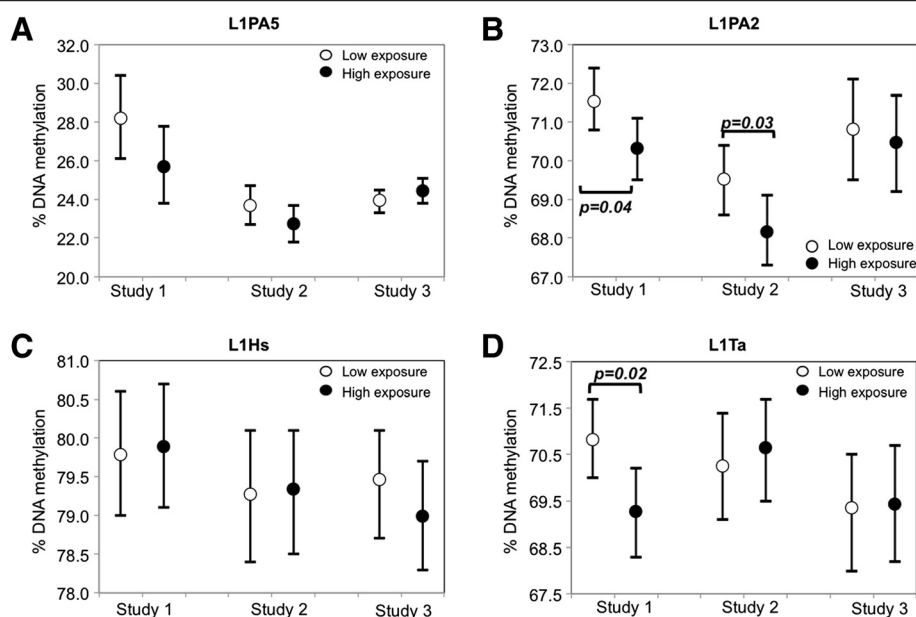 A
L1PA5
32.0
30.0
28.0
26.0
24.0
22.0
20.0
% DNA methylation
Low exposure
High exposure
Study 1
Study 2
Study 3
B
L1PA2
73.0
72.0
71.0
70.0
69.0
68.0
67.0
% DNA methylation
p=0.03
p=0.04
Low exposure
High exposure
Study 1
Study 2
Study 3
C
L1Hs
81.0
80.5
80.0
79.5
79.0
78.5
78.0
% DNA methylation
Low exposure
High exposure
Study 1
Study 2
Study 3
D
L1Ta
72.5
71.5
70.5
69.5
68.5
67.5
% DNA methylation
p=0.02
Low exposure
High exposure
Study 1
Study 2
Study 3